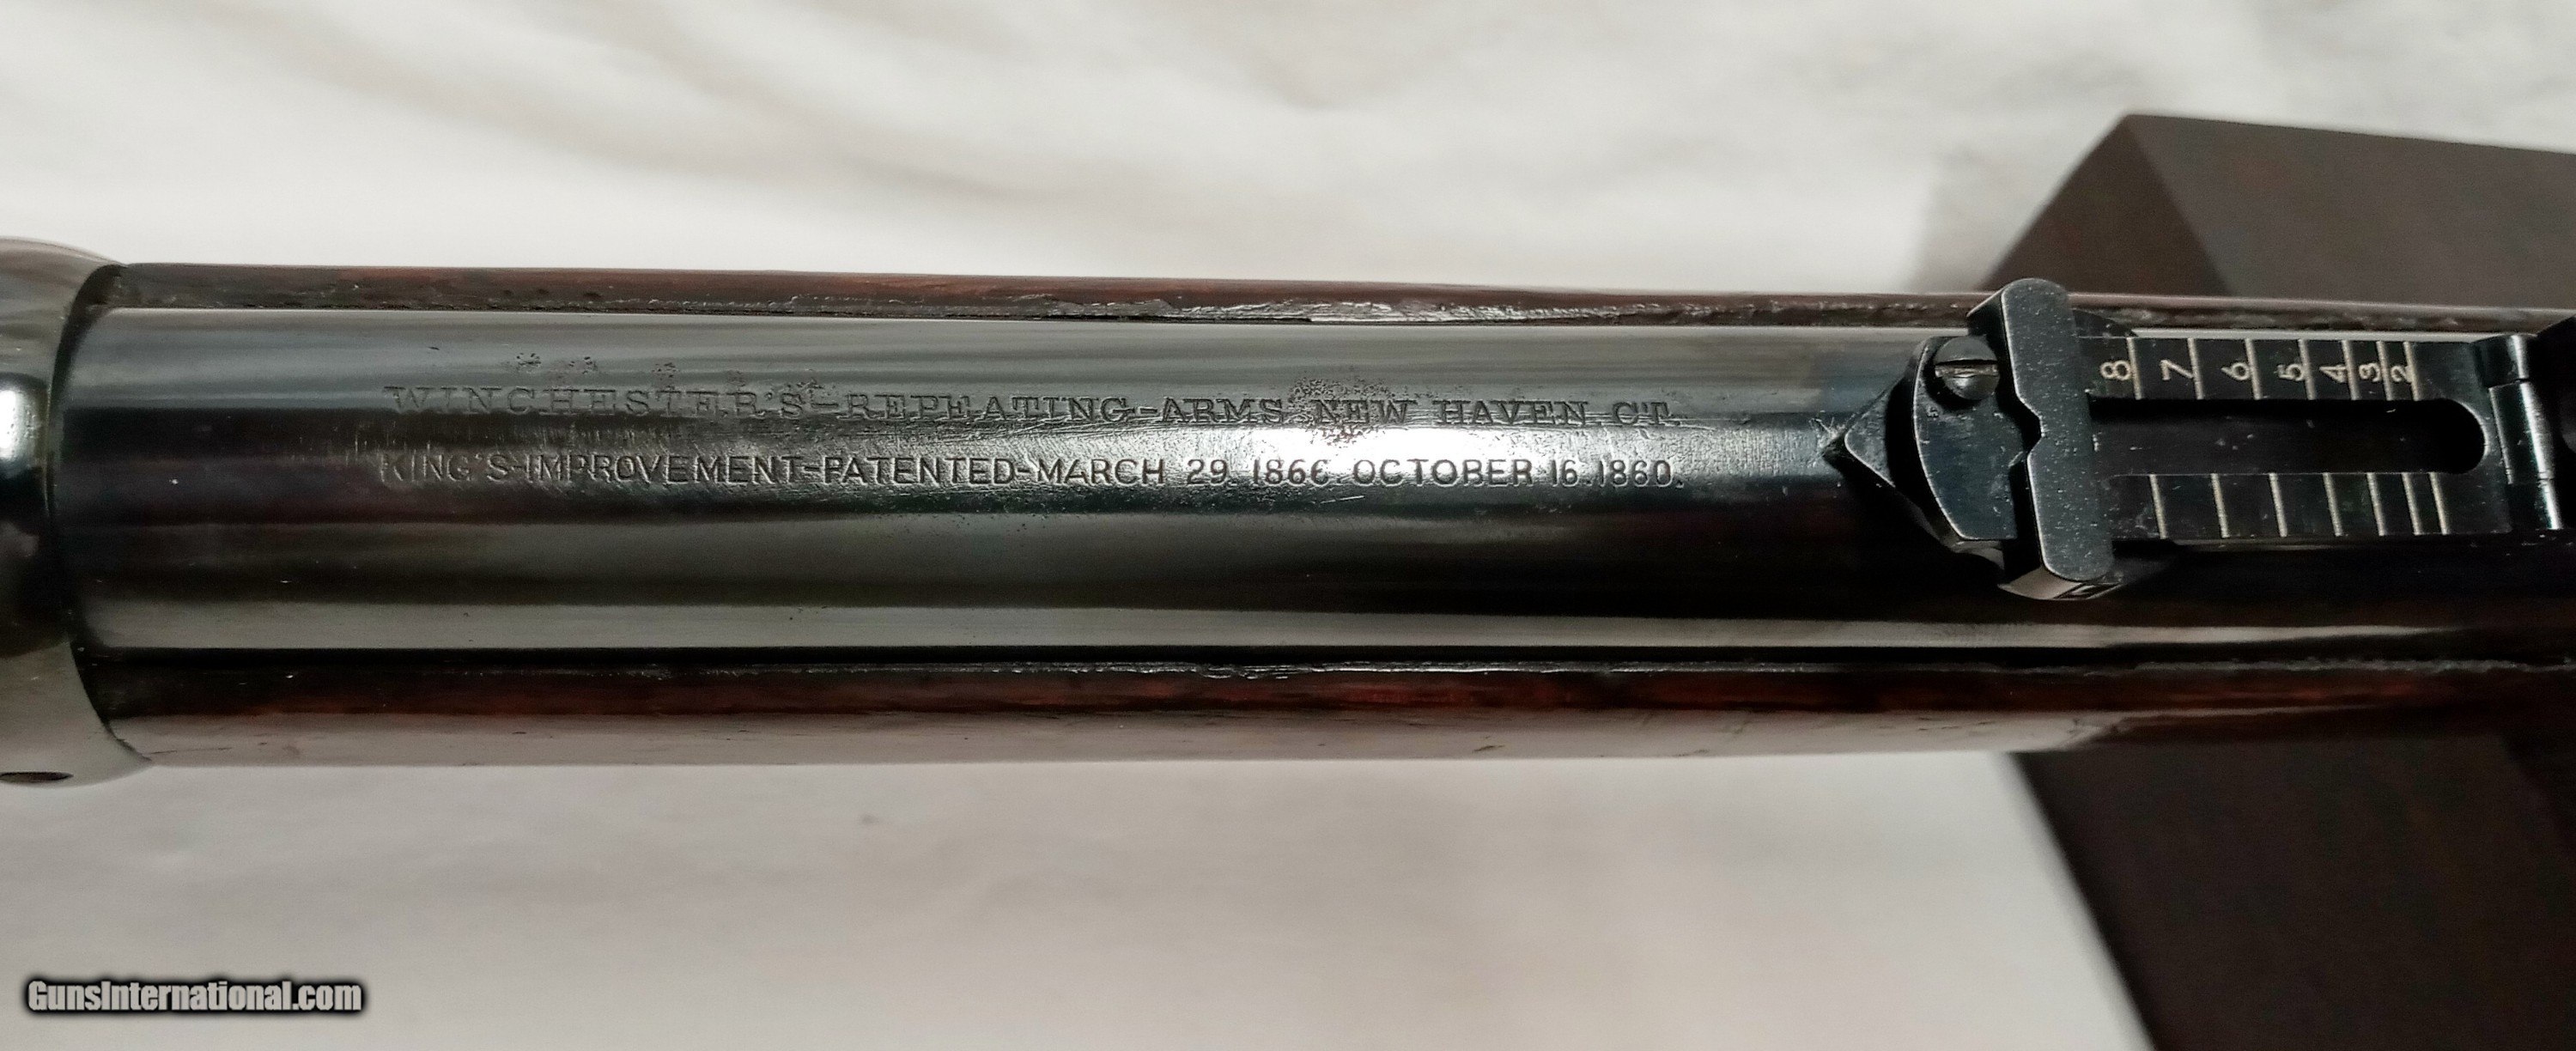 WINCHESTER'S-REPEATING-ARMS NEW HAVEN CT.
KING'S-IMPROVEMENT-PATENTED-MARCH 29. 1866 OCTOBER 16.1860.
8 7 6 5 4 3 2
GunsInternational.com